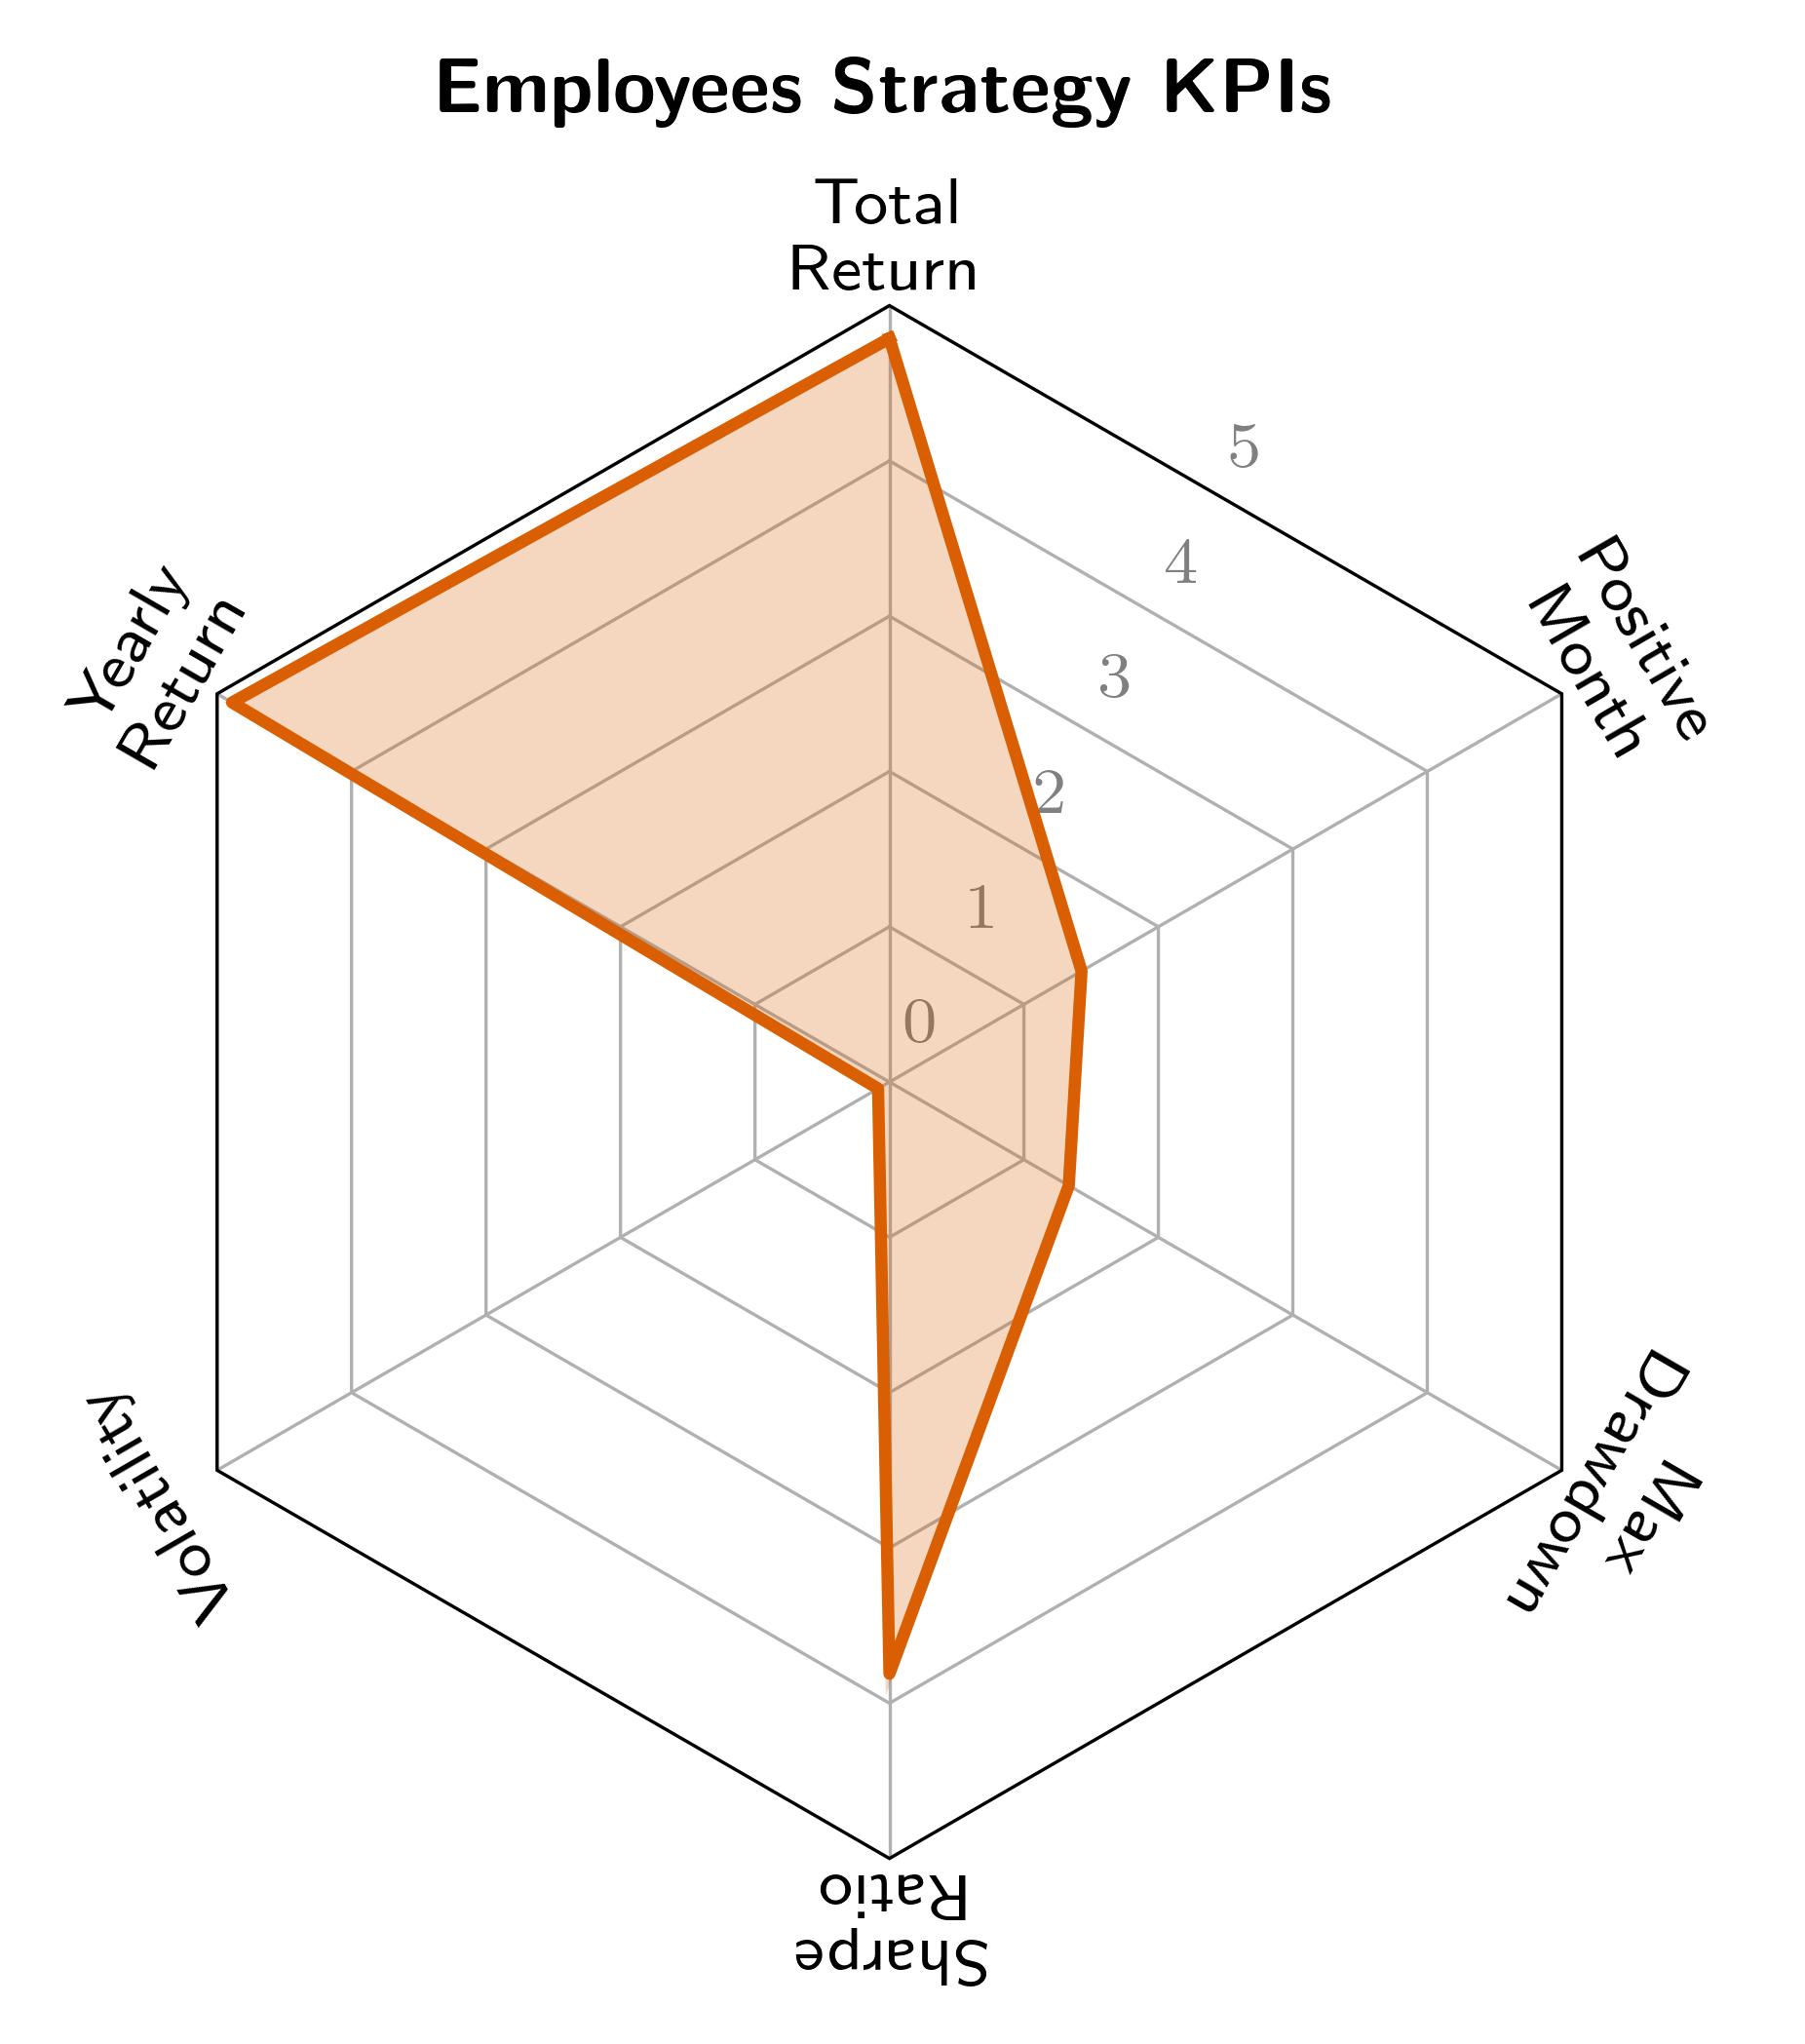 Employees Strategy KPIs
Total
Return
5
4
3
2
1
0
Positive
Month
Yearly
Return
Volatility
Max
Drawdown
Sharpe
Ratio